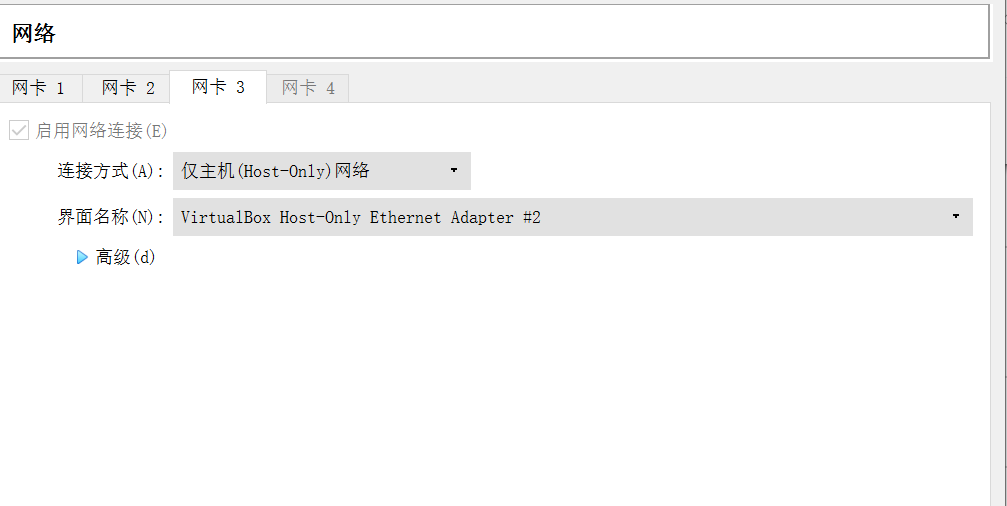 网络
网卡 1 网卡 2 网卡 3 网卡 4
启用网络连接(E)
连接方式(A): 仅主机(Host-Only)网络
界面名称(N): VirtualBox Host-Only Ethernet Adapter #2
高级(d)